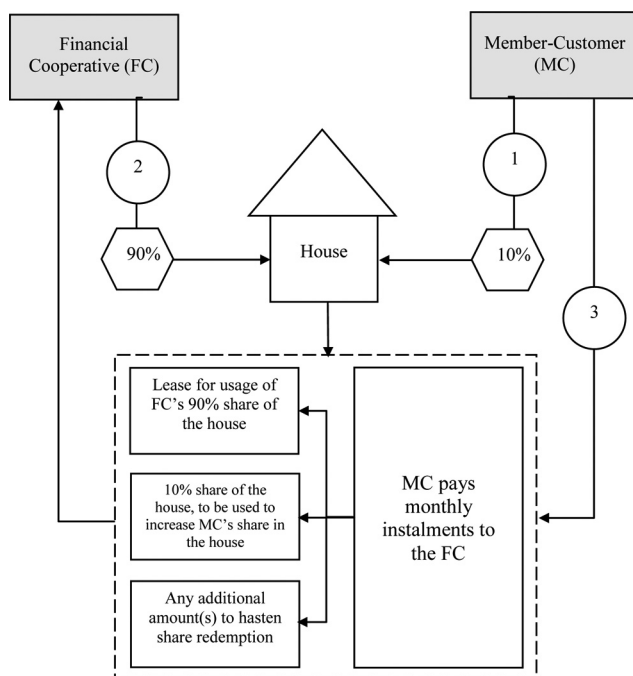 Financial
Cooperative (FC)
Member-Customer
(MC)
2
1
90%
House
10%
3
Lease for usage of
FC’s 90% share of
the house
10% share of the
house, to be used to
increase MC’s share in
the house
Any additional
amount(s) to hasten
share redemption
MC pays
monthly
instalments to
the FC